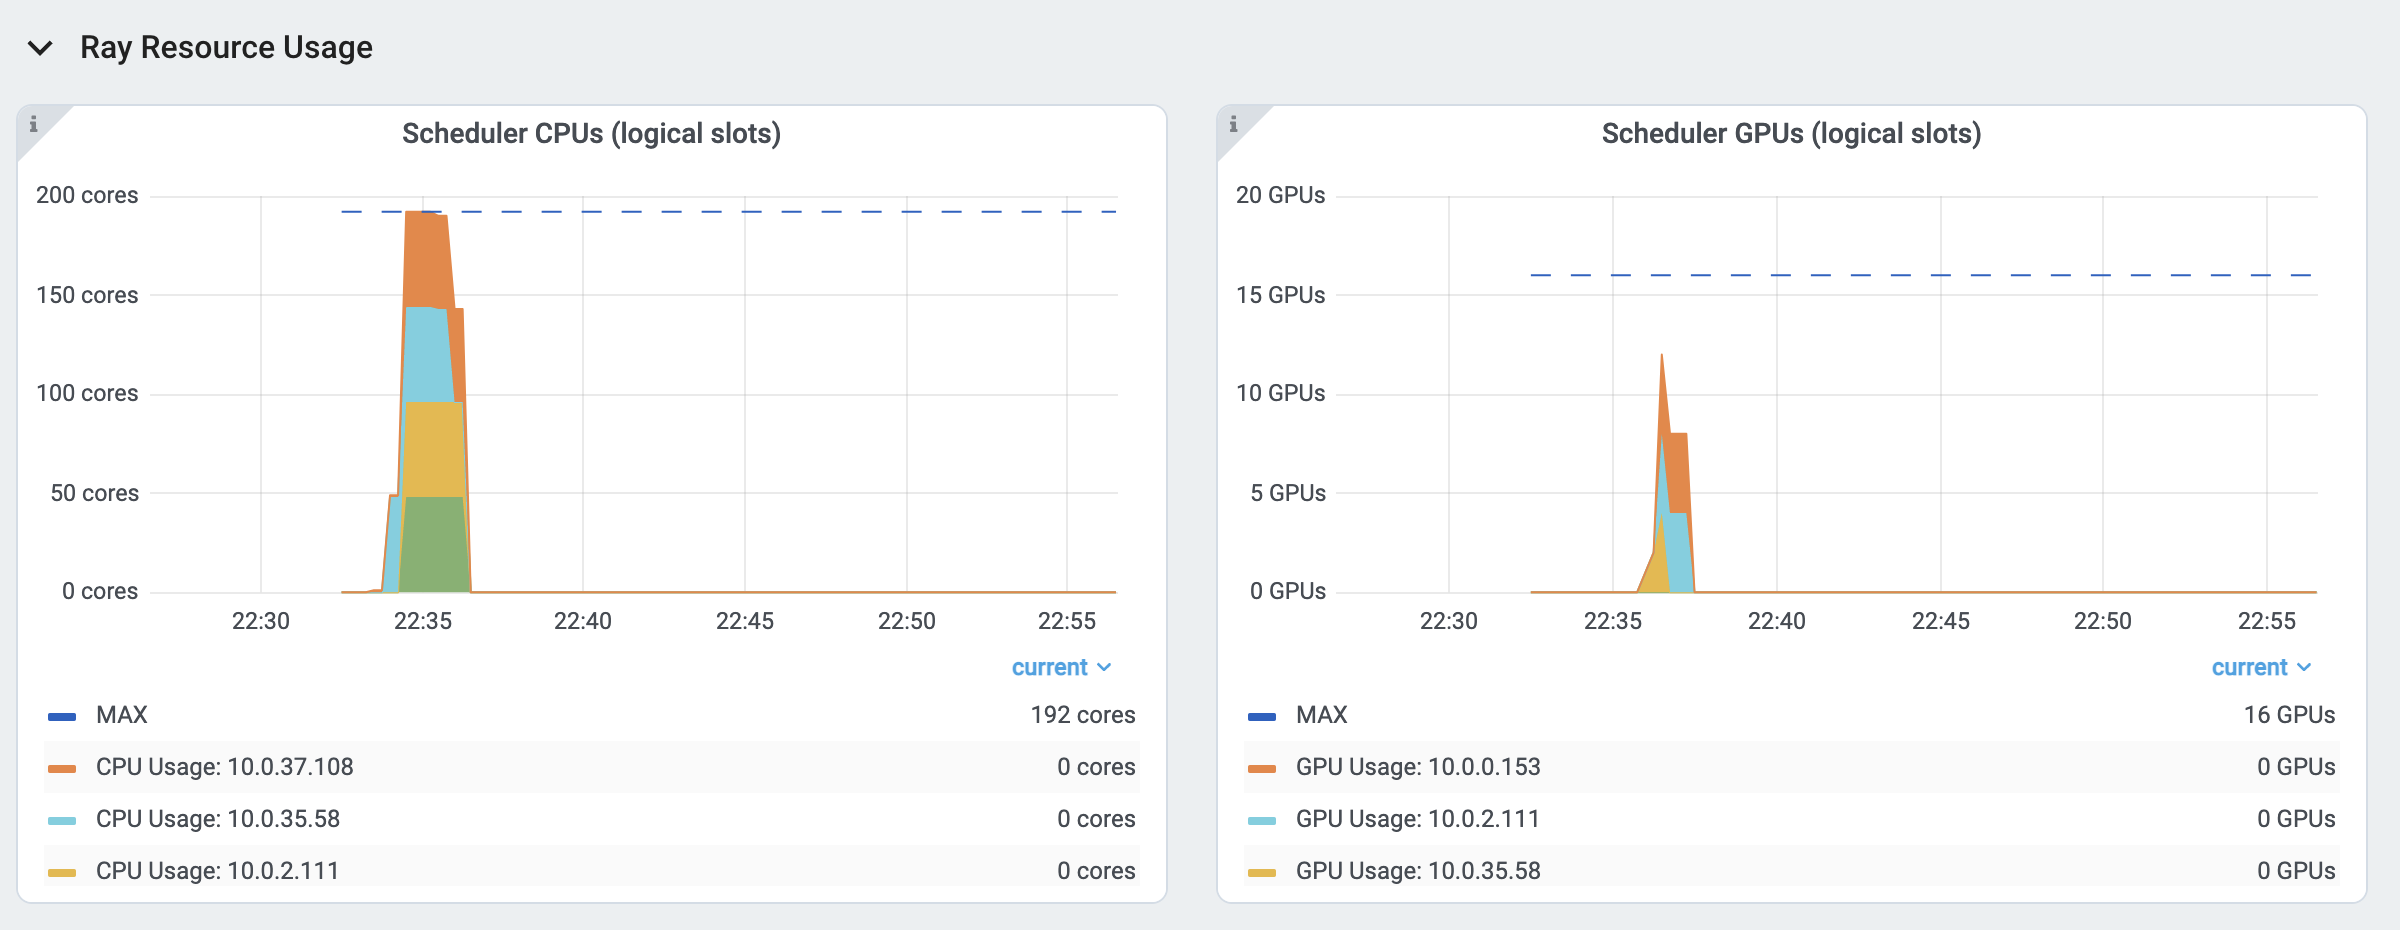 Ray Resource Usage
i
Scheduler CPUs (logical slots)
200 cores
150 cores
100 cores
50 cores
0 cores
22:30 22:35 22:40 22:45 22:50 22:55
current
MAX 192 cores
CPU Usage: 10.0.37.108 0 cores
CPU Usage: 10.0.35.58 0 cores
CPU Usage: 10.0.2.111 0 cores
i
Scheduler GPUs (logical slots)
20 GPUs
15 GPUs
10 GPUs
5 GPUs
0 GPUs
22:30 22:35 22:40 22:45 22:50 22:55
current
MAX 16 GPUs
GPU Usage: 10.0.0.153 0 GPUs
GPU Usage: 10.0.2.111 0 GPUs
GPU Usage: 10.0.35.58 0 GPUs